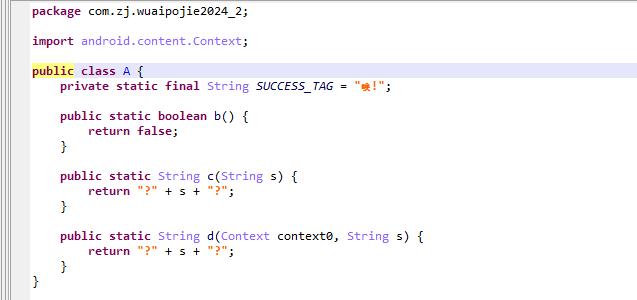 package com.zj.wuaipojie2024_2;
import android.content.Context;
public class A {
private static final String SUCCESS_TAG = "唉!";
public static boolean b() {
return false;
}
public static String c(String s) {
return "?" + s + "?";
}
public static String d(Context context0, String s) {
return "?" + s + "?";
}
}